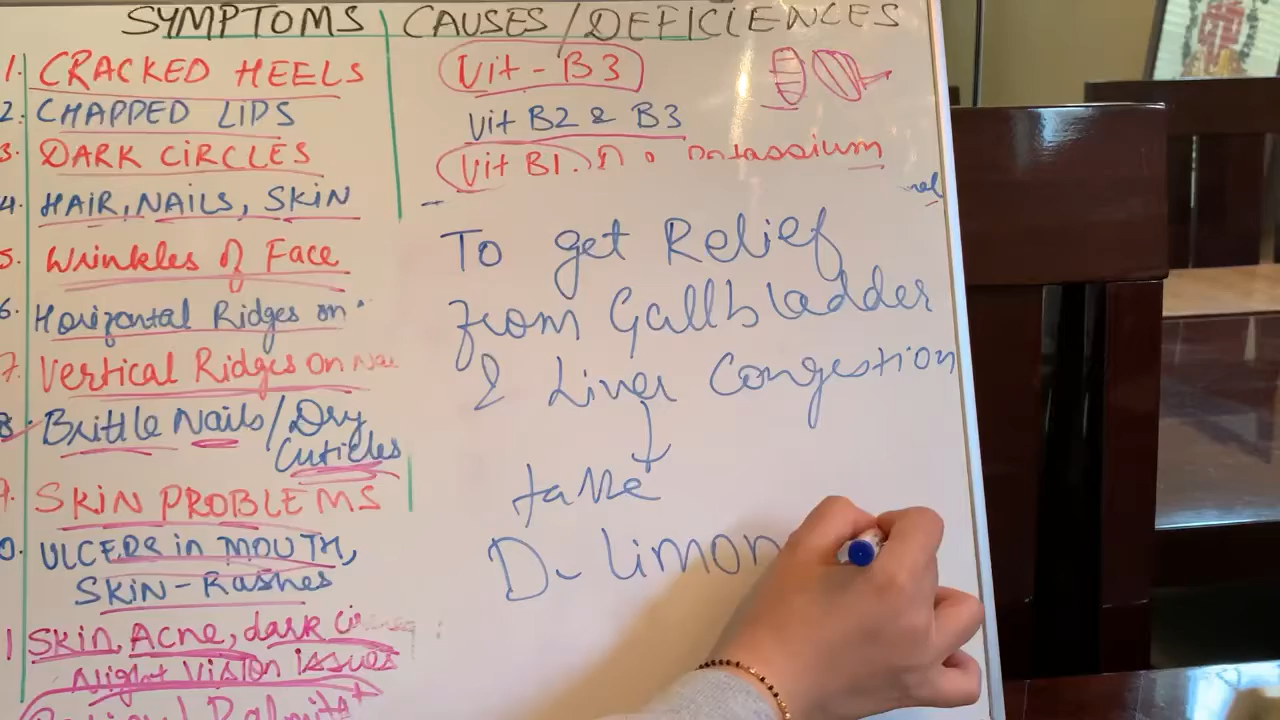 SYMPTOMS CAUSES/DEFICIENCES
1. CRACKED HEELS Vit-B3
2. CHAPPED LIPS Vit B2 & B3
3. DARK CIRCLES Vit B1. Potassium
4. HAIR, NAILS, SKIN
5. Wrinkles of Face
6. Horizontal Ridges on
7. Vertical Ridges On
8. Brittle Nails/Dry
Cuticles
9. SKIN PROBLEMS
0. ULCERS in MOUTH,
SKIN-Rashes
1 Skin, Acne, dark
Night Vision issues
To get Relief
from Gallbladder
& Liver Congestion
take
D-limon